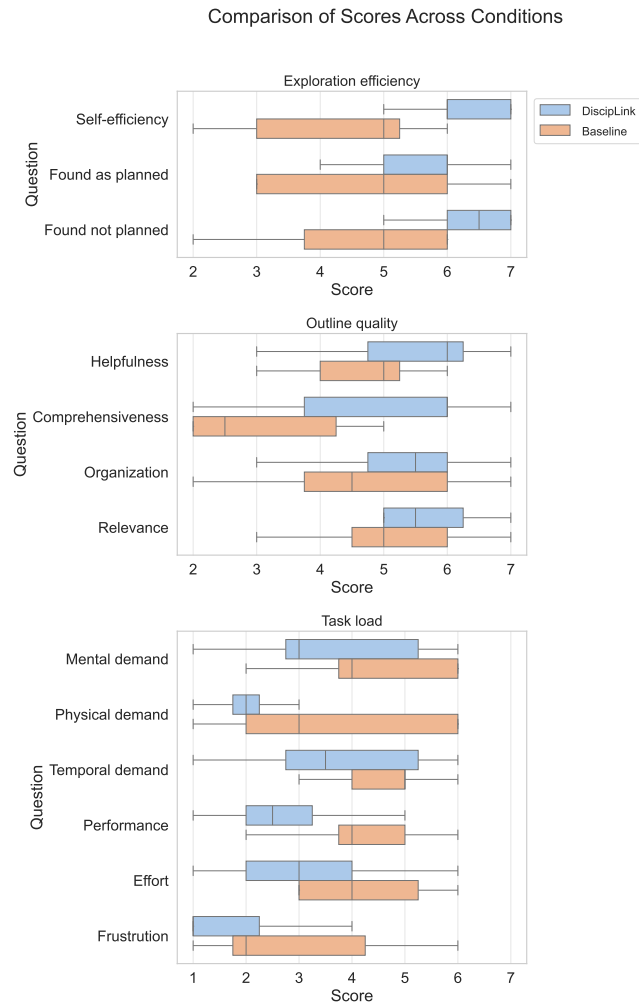 Comparison of Scores Across Conditions
Exploration efficiency
DiscipLink
Baseline
Question
Self-efficiency
Found as planned
Found not planned
2 3 4 5 6 7
Score
Outline quality
Question
Helpfulness
Comprehensiveness
Organization
Relevance
2 3 4 5 6 7
Score
Task load
Question
Mental demand
Physical demand
Temporal demand
Performance
Effort
Frustrution
1 2 3 4 5 6 7
Score